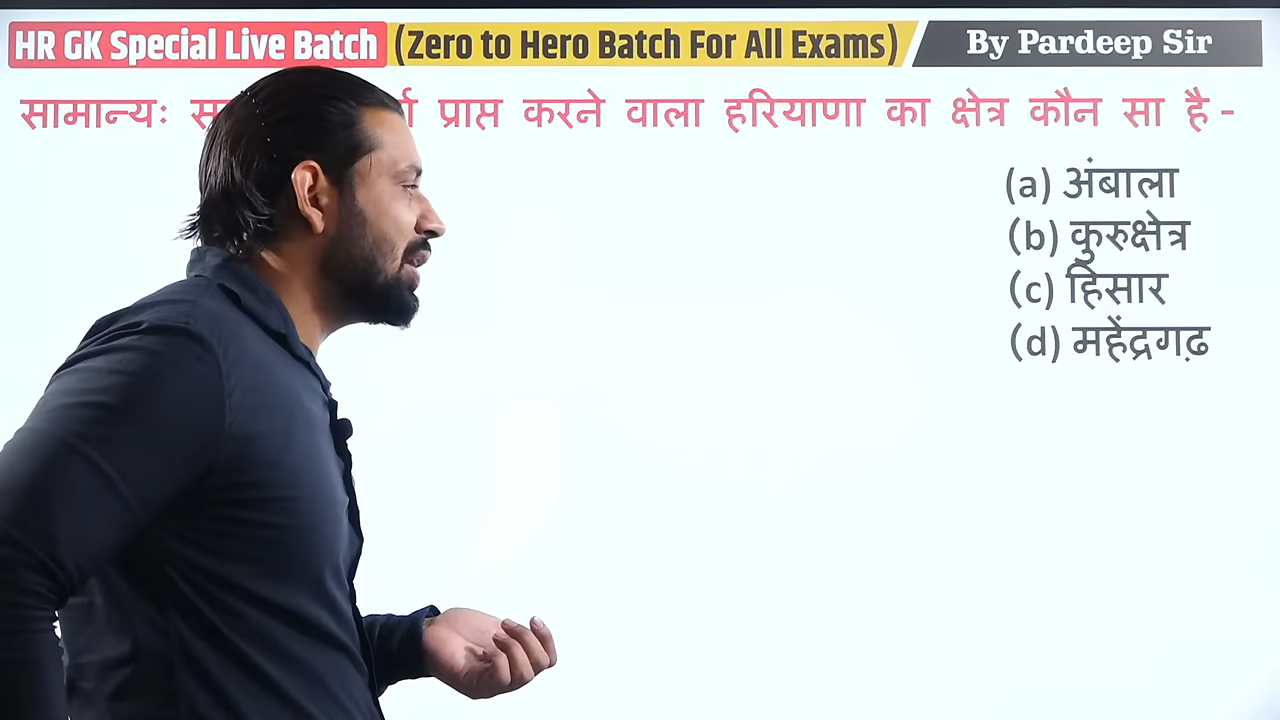 HR GK Special Live Batch (Zero to Hero Batch For All Exams) By Pardeep Sir
सामान्यः प्राप्त करने वाला हरियाणा का क्षेत्र कौन सा है -
(a) अंबाला
(b) कुरुक्षेत्र
(c) हिसार
(d) महेंद्रगढ़